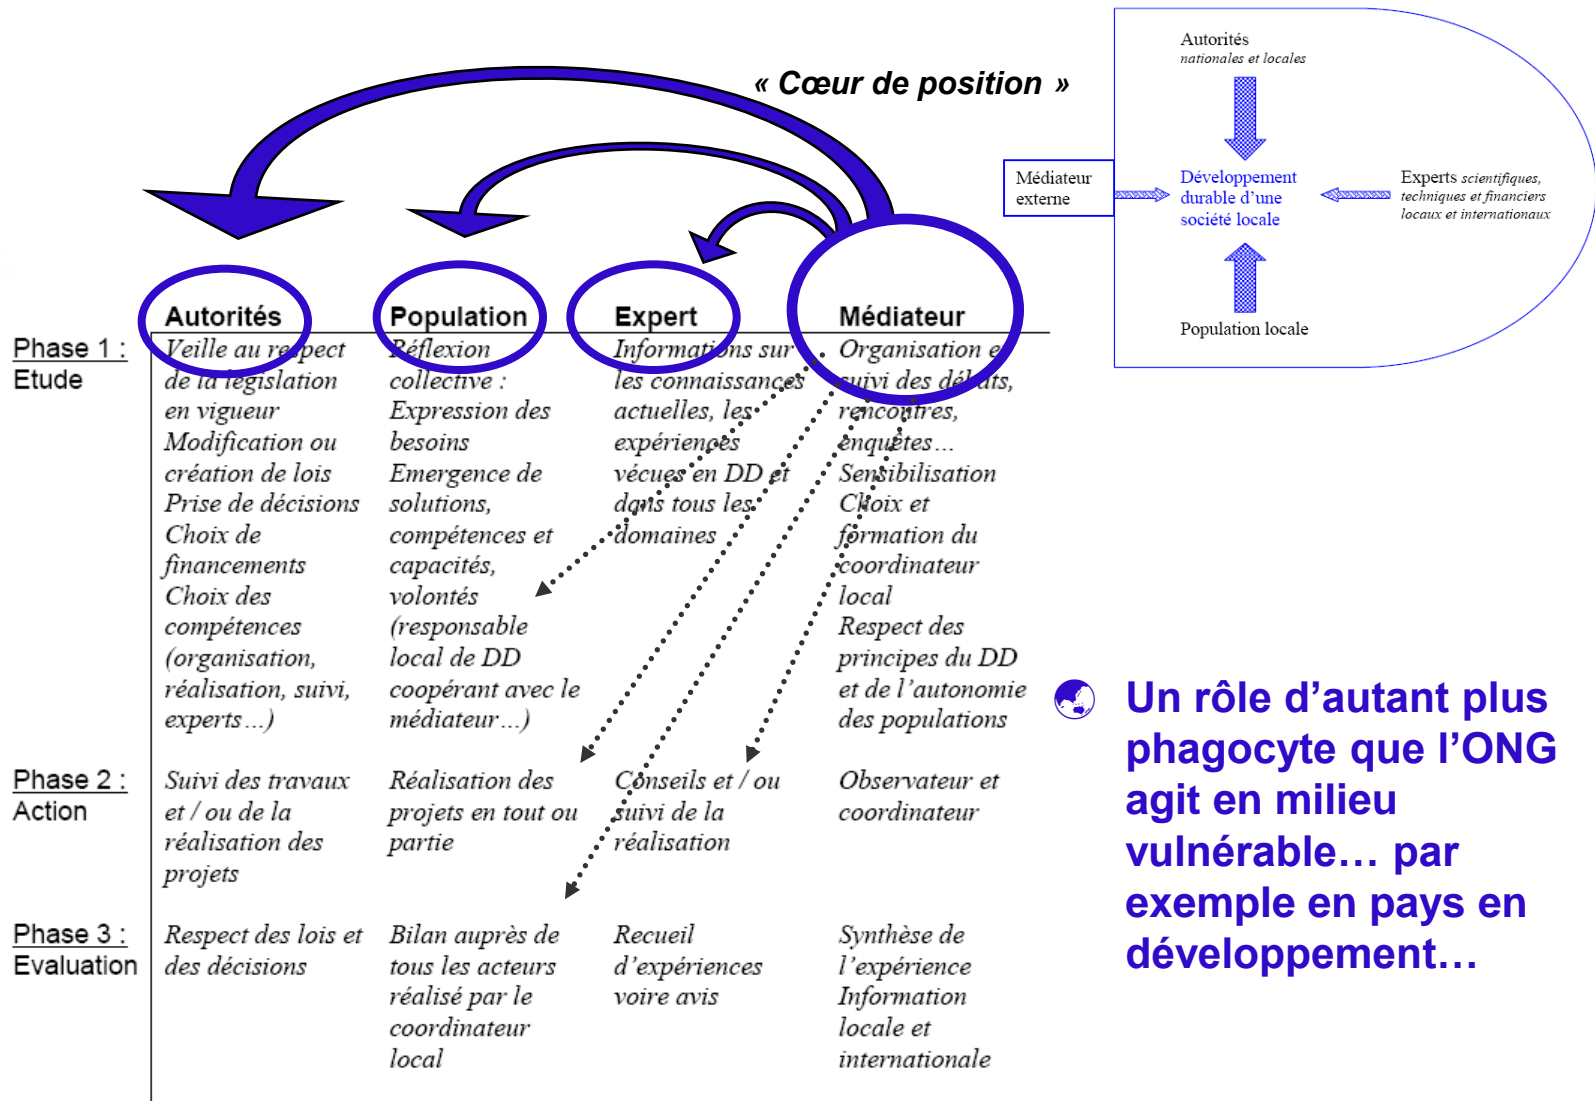 « Cœur de position »
Autorités
nationales et locales
Médiateur
externe
Développement
durable d’une
société locale
Experts scientifiques,
techniques et financiers
locaux et internationaux
Population locale
Autorités
Population
Expert
Médiateur
Phase 1 :
Etude
Veille au respect
de la législation
en vigueur
Modification ou
création de lois
Prise de décisions
Choix de
financements
Choix des
compétences
(organisation,
réalisation, suivi,
experts…)
Réflexion
collective :
Expression des
besoins
Emergence de
solutions,
compétences et
capacités,
volontés
(responsable
local de DD
coopérant avec le
médiateur…)
Informations sur
les connaissances
actuelles, les
expériences
vécues en DD et
dans tous les
domaines
Organisation et
suivi des débats,
rencontres,
enquêtes…
Sensibilisation
Choix et
formation du
coordinateur
local
Respect des
principes du DD
et de l’autonomie
des populations
Phase 2 :
Action
Suivi des travaux
et / ou de la
réalisation des
projets
Réalisation des
projets en tout ou
partie
Conseils et / ou
suivi de la
réalisation
Observateur et
coordinateur
Phase 3 :
Evaluation
Respect des lois et
des décisions
Bilan auprès de
tous les acteurs
réalisé par le
coordinateur
local
Recueil
d’expériences
voire avis
Synthèse de
l’expérience
Information
locale et
internationale
Un rôle d’autant plus
phagocyte que l’ONG
agit en milieu
vulnérable… par
exemple en pays en
développement…